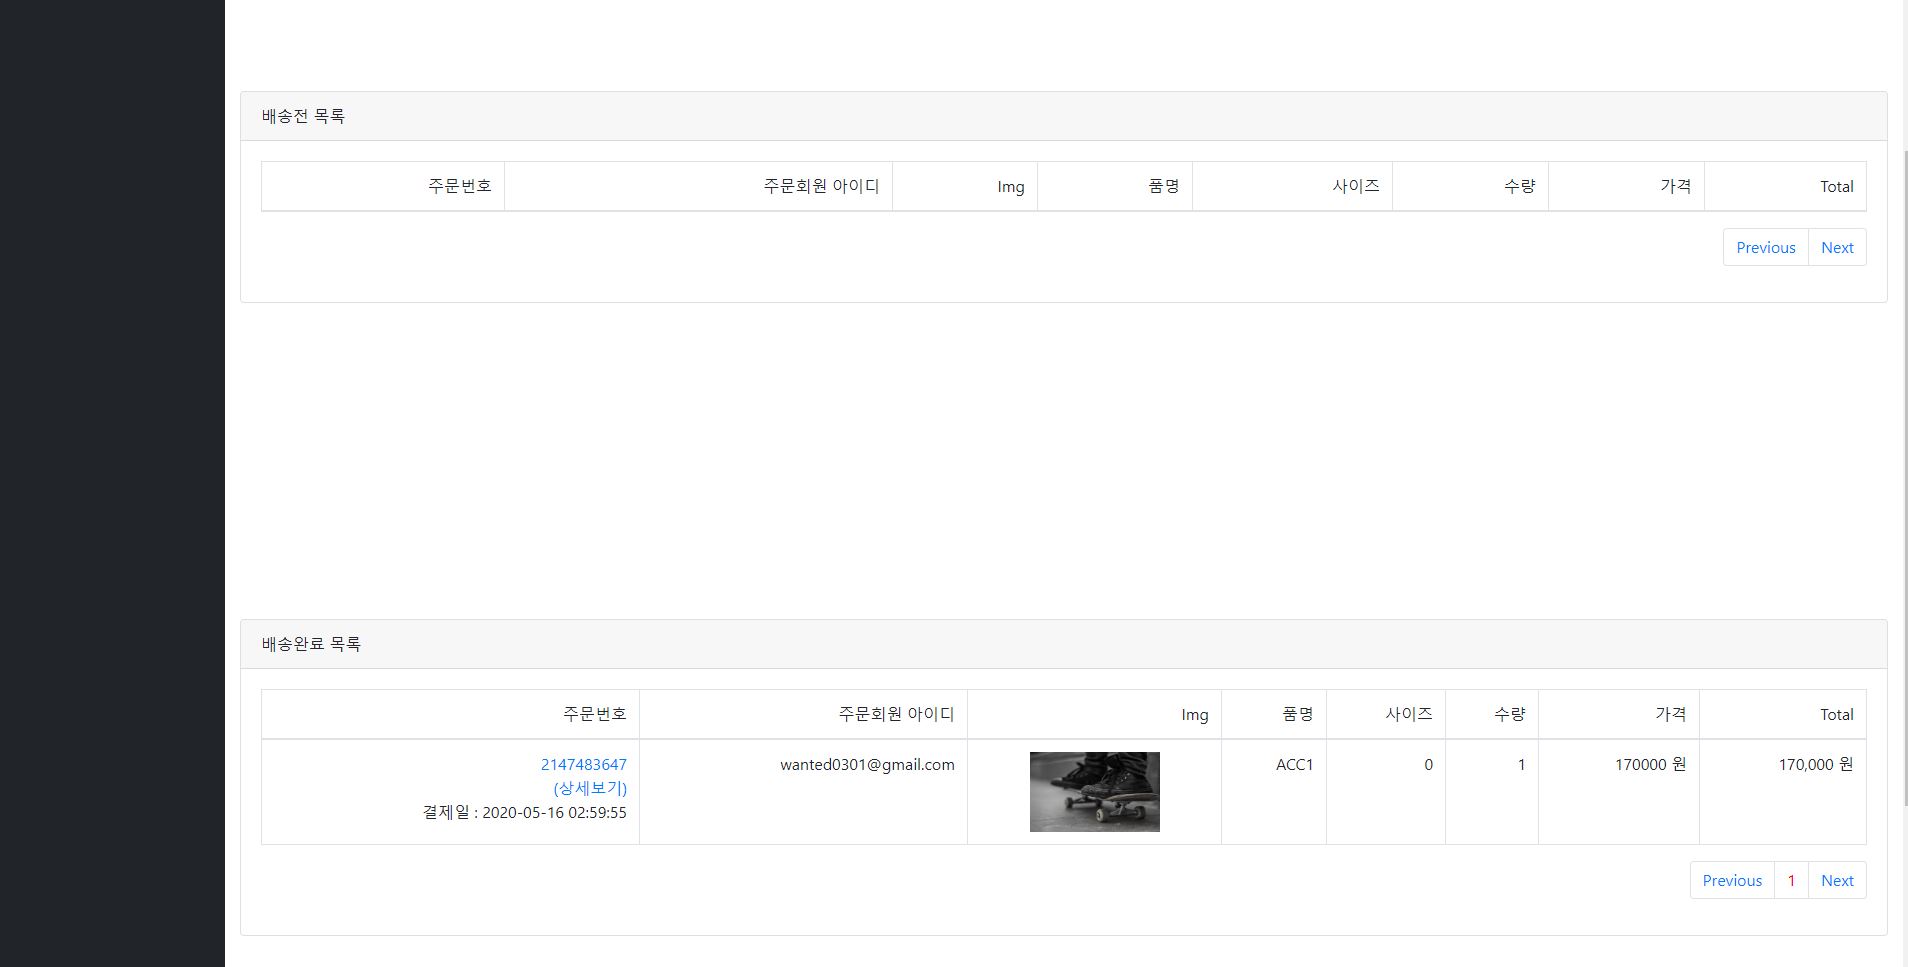 배송전 목록
주문번호 주문회원 아이디 Img 품명 사이즈 수량 가격 Total
Previous Next
배송완료 목록
주문번호 주문회원 아이디 Img 품명 사이즈 수량 가격 Total
2147483647 wanted0301@gmail.com ACC1 0 1 170000 원 170,000 원
(상세보기)
결제일 : 2020-05-16 02:59:55
Previous 1 Next